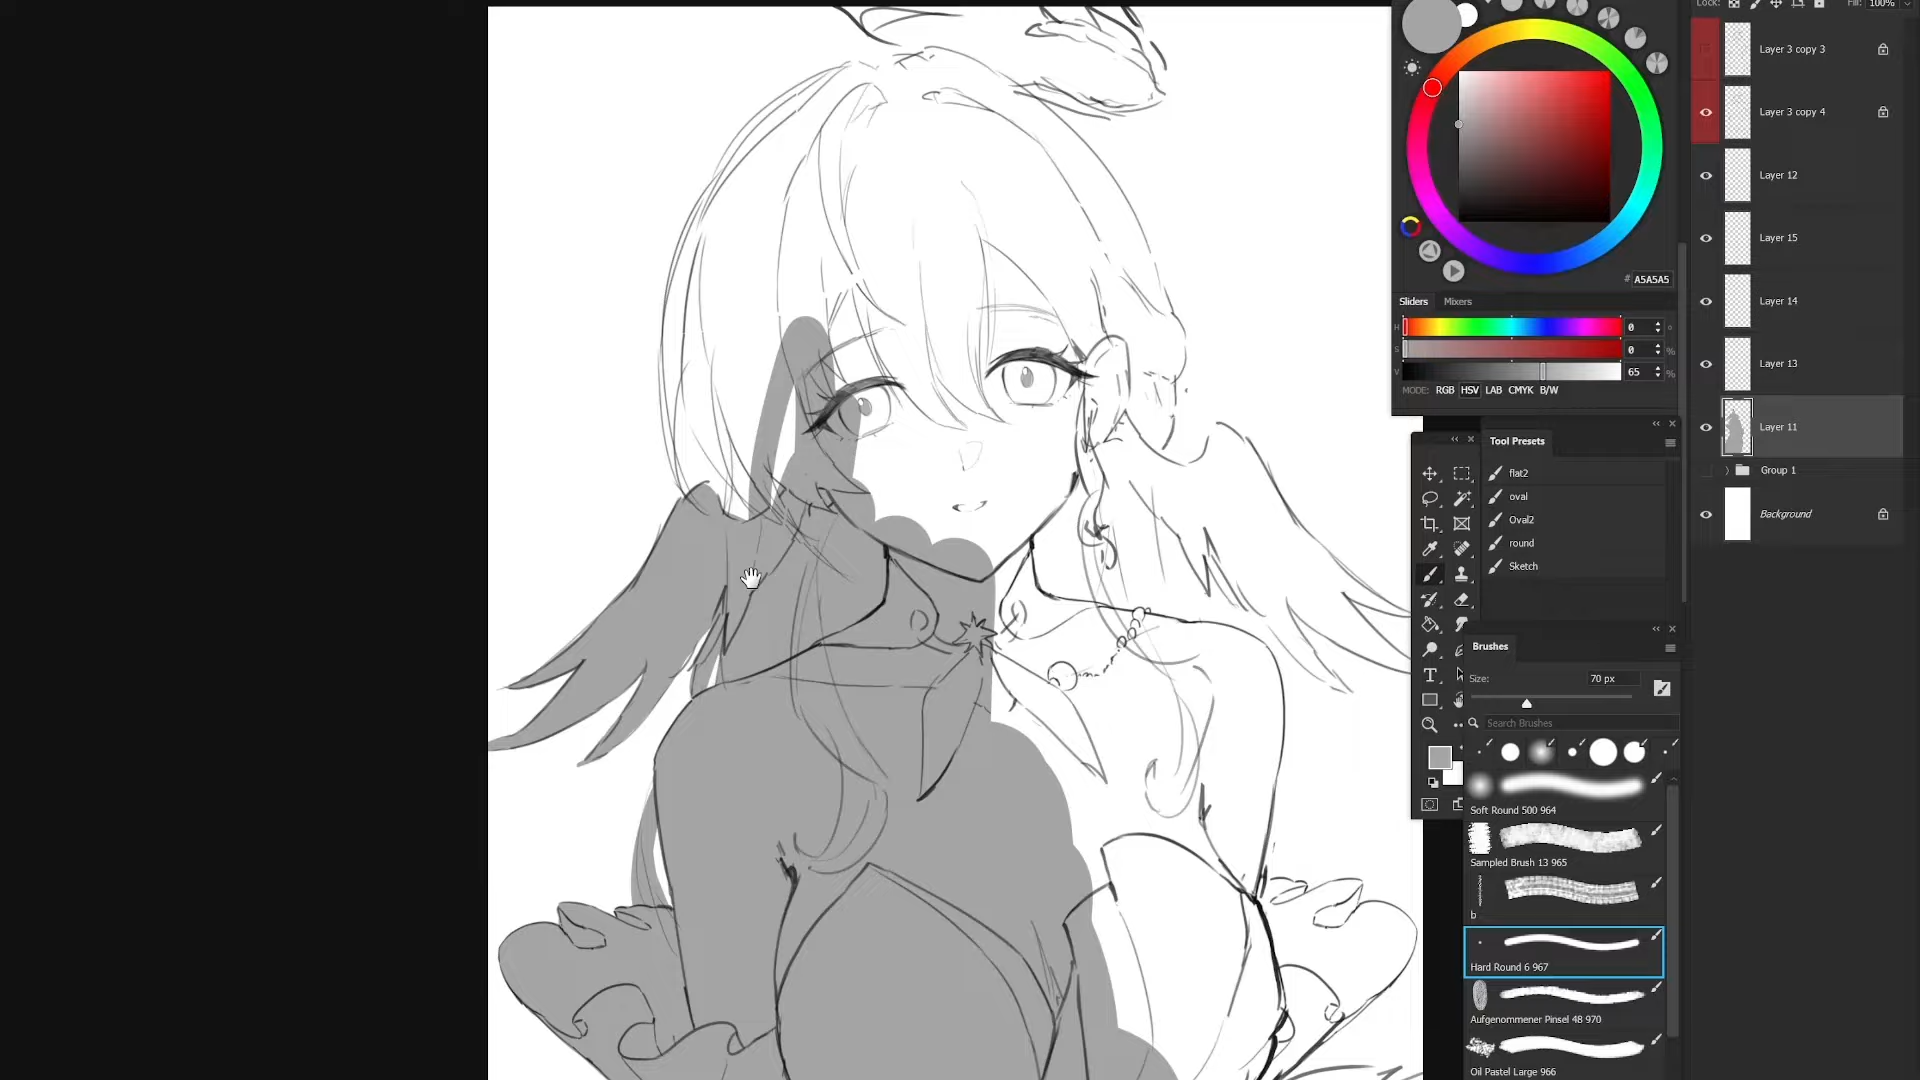 Lock:
Fill: 100%
Layer 3 copy 3
Layer 3 copy 4
Layer 12
Layer 15
Layer 14
Layer 13
Layer 11
Group 1
Background
# A5A5A5
Sliders Mixers
H 0 °
S 0 %
V 65 %
MODE: RGB HSV LAB CMYK B/W
Tool Presets
flat2
oval
Oval2
round
Sketch
Brushes
Size: 70 px
Search Brushes
Soft Round 500 964
Sampled Brush 13 965
b
Hard Round 6 967
Aufgenommener Pinsel 48 970
Oil Pastel Large 966